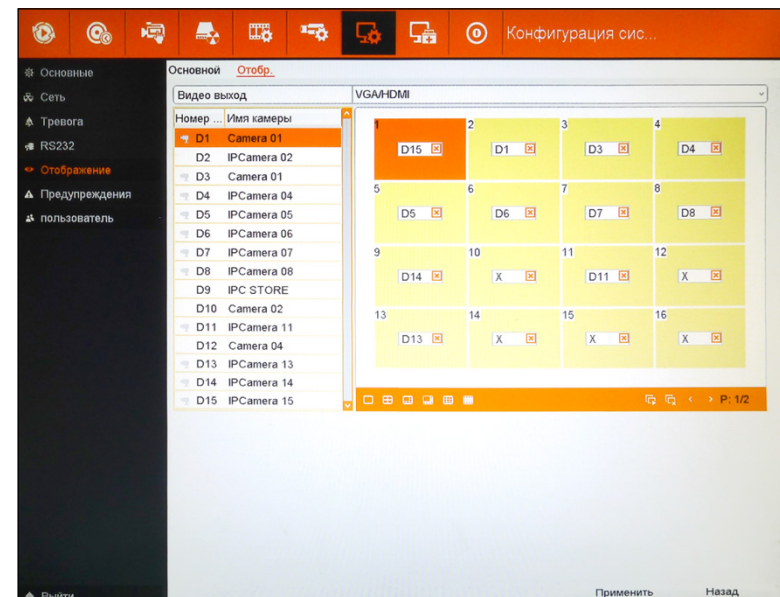 Конфигурация сис...
Основные
Сеть
Тревога
RS232
Отображение
Предупреждения
пользователь
Выйти
Основной Отобр.
Видео выход VGA/HDMI
Номер ... Имя камеры
D1 Camera 01
D2 IPCamera 02
D3 Camera 01
D4 IPCamera 04
D5 IPCamera 05
D6 IPCamera 06
D7 IPCamera 07
D8 IPCamera 08
D9 IPC STORE
D10 Camera 02
D11 IPCamera 11
D12 Camera 04
D13 IPCamera 13
D14 IPCamera 14
D15 IPCamera 15
1 2 3 4
D15 D1 D3 D4
5 6 7 8
D5 D6 D7 D8
9 10 11 12
D14 X D11 X
13 14 15 16
D13 X X X
P: 1/2
Применить Назад